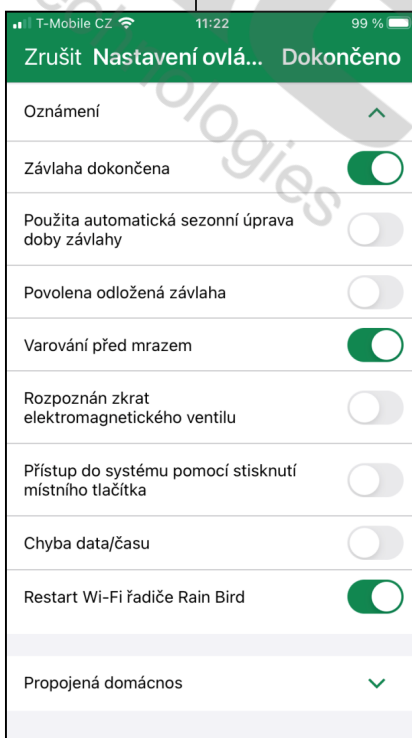 T-Mobile CZ 11:22 99 %
Zrušit Nastavení ovlá... Dokončeno
Oznámení
Závlaha dokončena
Použita automatická sezonní úprava
doby závlahy
Povolena odložená závlaha
Varování před mrazem
Rozpoznán zkrat
elektromagnetického ventilu
Přístup do systému pomocí stisknutí
místního tlačítka
Chyba data/času
Restart Wi-Fi řadiče Rain Bird
Propojená domácnos